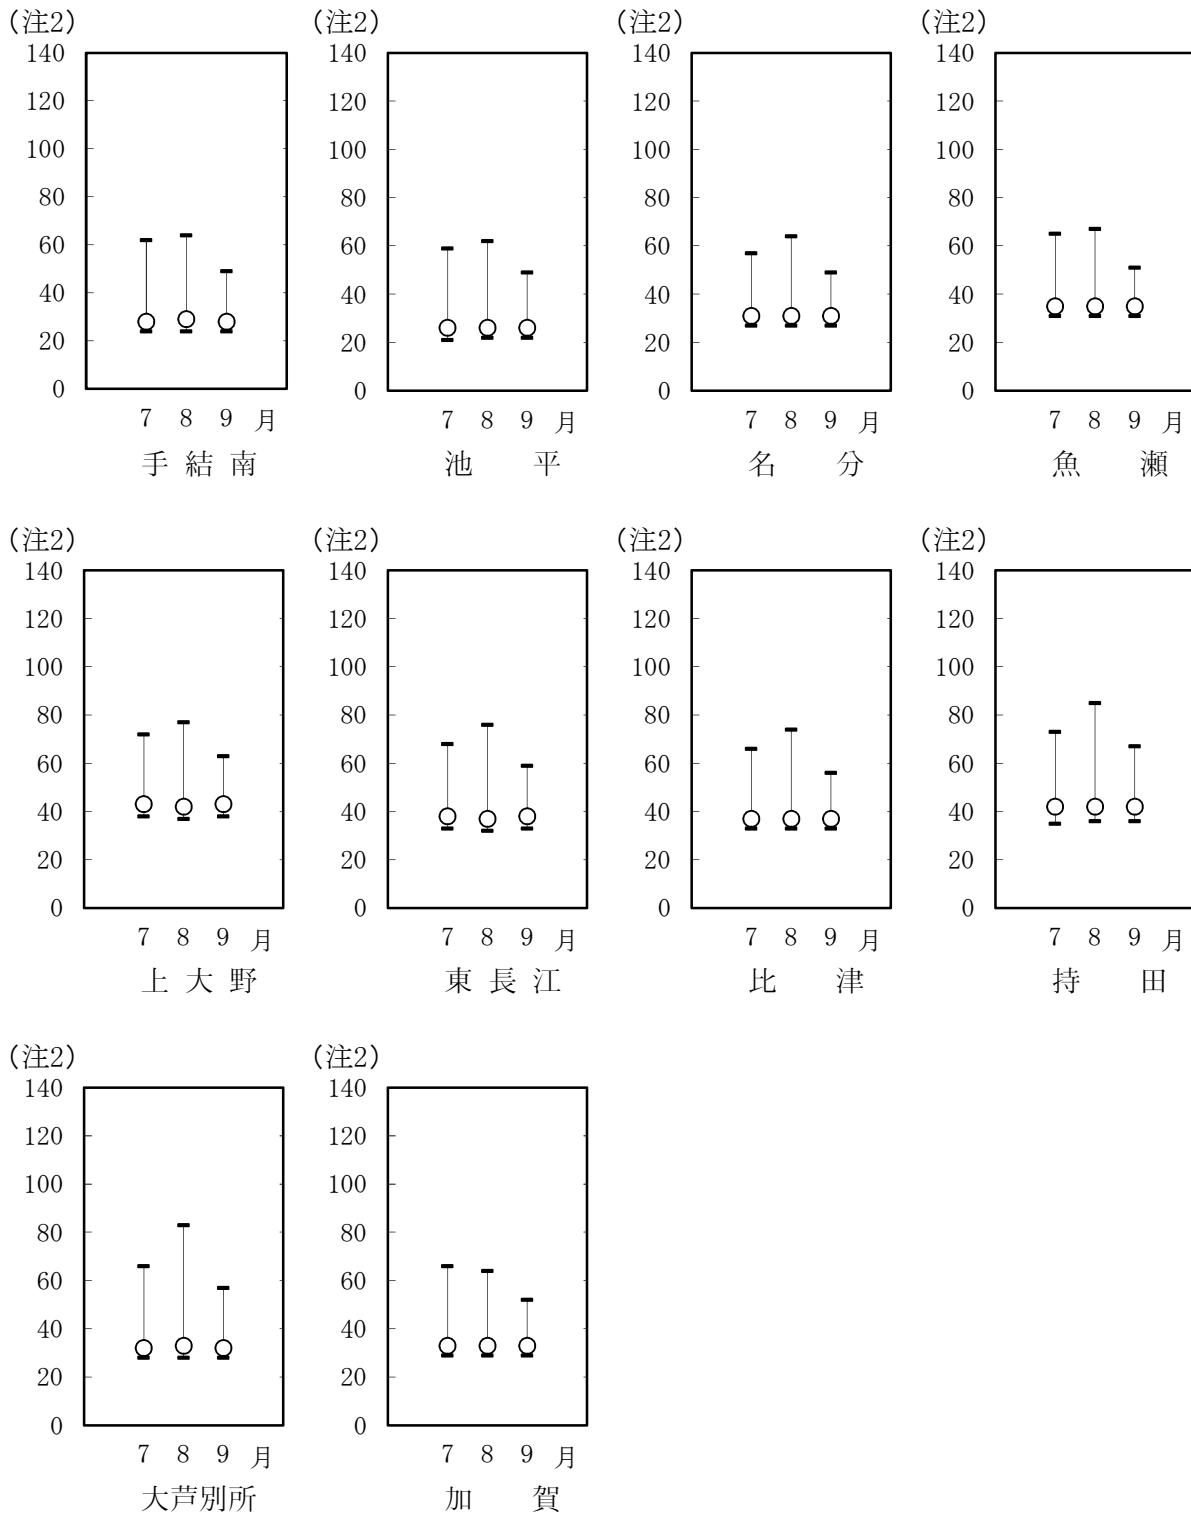 (注2) (注2) (注2) (注2)
140 140 140 140
120 120 120 120
100 100 100 100
80 80 80 80
60 60 60 60
40 40 40 40
20 20 20 20
0 0 0 0
7 8 9 月 7 8 9 月 7 8 9 月 7 8 9 月
手結南 池平 名分 魚瀬
(注2) (注2) (注2) (注2)
140 140 140 140
120 120 120 120
100 100 100 100
80 80 80 80
60 60 60 60
40 40 40 40
20 20 20 20
0 0 0 0
7 8 9 月 7 8 9 月 7 8 9 月 7 8 9 月
上大野 東長江 比津 持田
(注2) (注2)
140 140
120 120
100 100
80 80
60 60
40 40
20 20
0 0
7 8 9 月 7 8 9 月
大芦別所 加賀